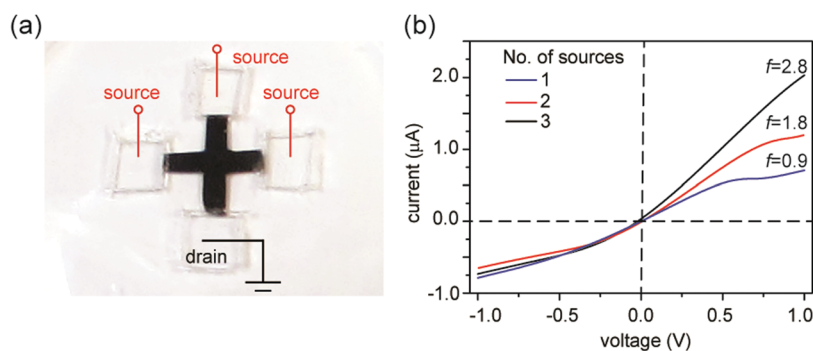 (a)
source
source
source
drain
(b)
No. of sources
1
2
3
f=2.8
f=1.8
f=0.9
current (μA)
2.0
1.0
0.0
-1.0
-1.0
-0.5
0.0
0.5
1.0
voltage (V)